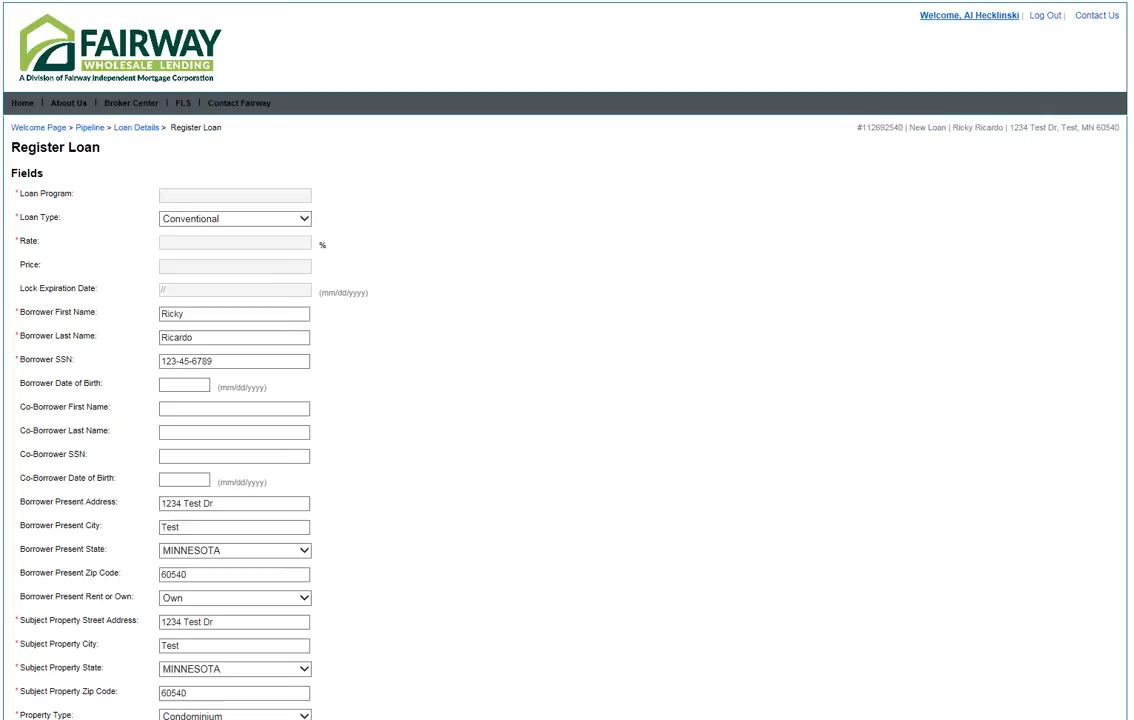 Welcome, Al Hecklinski | Log Out | Contact Us
FAIRWAY
WHOLESALE LENDING
A Division of Fairway Independent Mortgage Corporation
Home | About Us | Broker Center | FLS | Contact Fairway
Welcome Page > Pipeline > Loan Details > Register Loan
#112692540 | New Loan | Ricky Ricardo | 1234 Test Dr, Test, MN 60540
Register Loan
Fields
* Loan Program:
* Loan Type: Conventional
* Rate: %
Price:
Lock Expiration Date: // (mm/dd/yyyy)
* Borrower First Name: Ricky
* Borrower Last Name: Ricardo
* Borrower SSN: 123-45-6789
Borrower Date of Birth: (mm/dd/yyyy)
Co-Borrower First Name:
Co-Borrower Last Name:
Co-Borrower SSN:
Co-Borrower Date of Birth: (mm/dd/yyyy)
Borrower Present Address: 1234 Test Dr
Borrower Present City: Test
Borrower Present State: MINNESOTA
Borrower Present Zip Code: 60540
Borrower Present Rent or Own: Own
* Subject Property Street Address: 1234 Test Dr
* Subject Property City: Test
* Subject Property State: MINNESOTA
* Subject Property Zip Code: 60540
* Property Type: Condominium